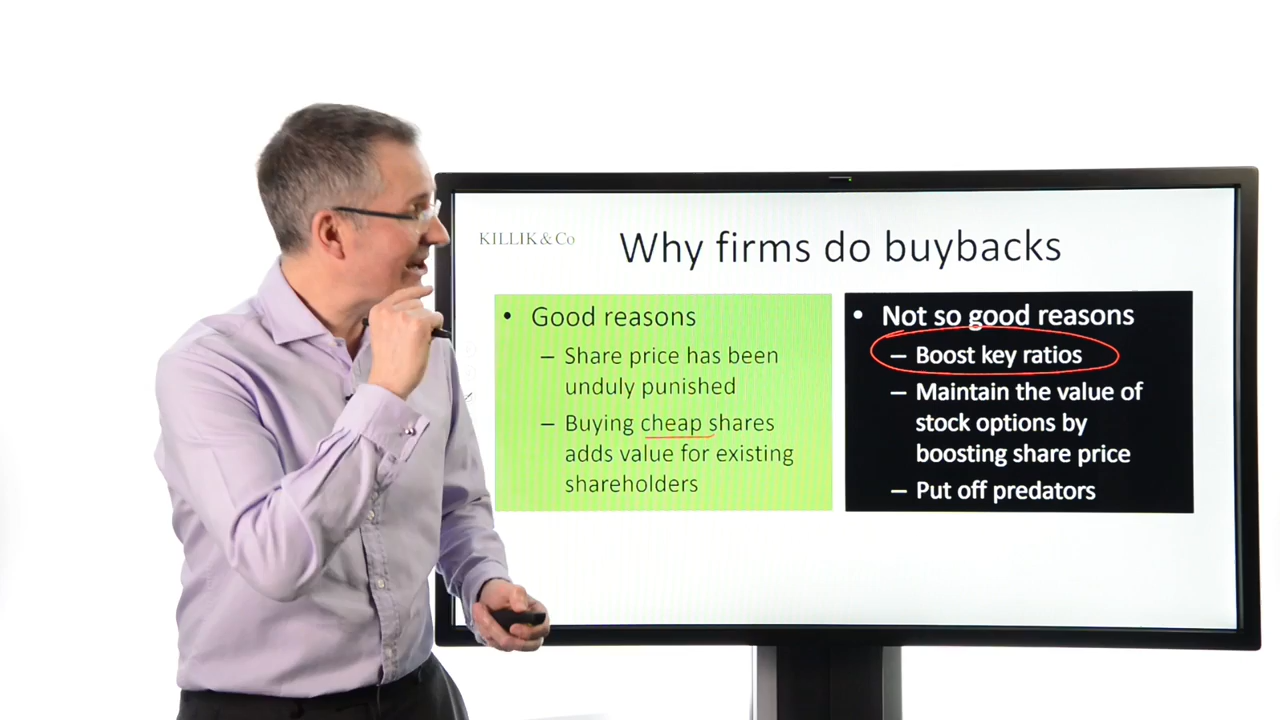 KILLIK & Co
Why firms do buybacks
• Good reasons
– Share price has been
unduly punished
– Buying cheap shares
adds value for existing
shareholders
• Not so good reasons
– Boost key ratios
– Maintain the value of
stock options by
boosting share price
– Put off predators